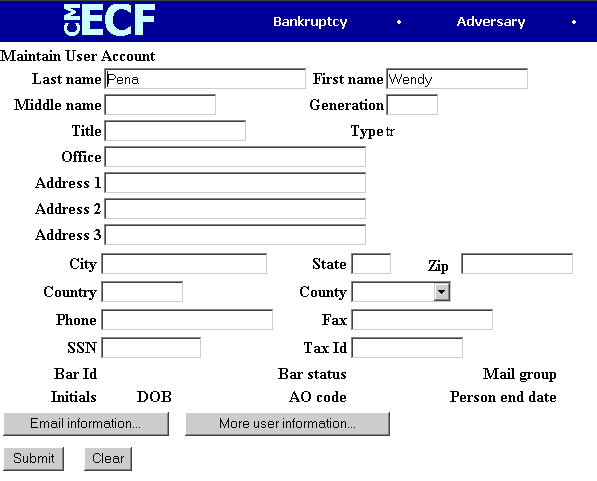 CM ECF Bankruptcy • Adversary •
Maintain User Account
Last name Pena First name Wendy
Middle name Generation
Title Type tr
Office
Address 1
Address 2
Address 3
City State Zip
Country County
Phone Fax
SSN Tax Id
Bar Id Bar status Mail group
Initials DOB AO code Person end date
Email information... More user information...
Submit Clear